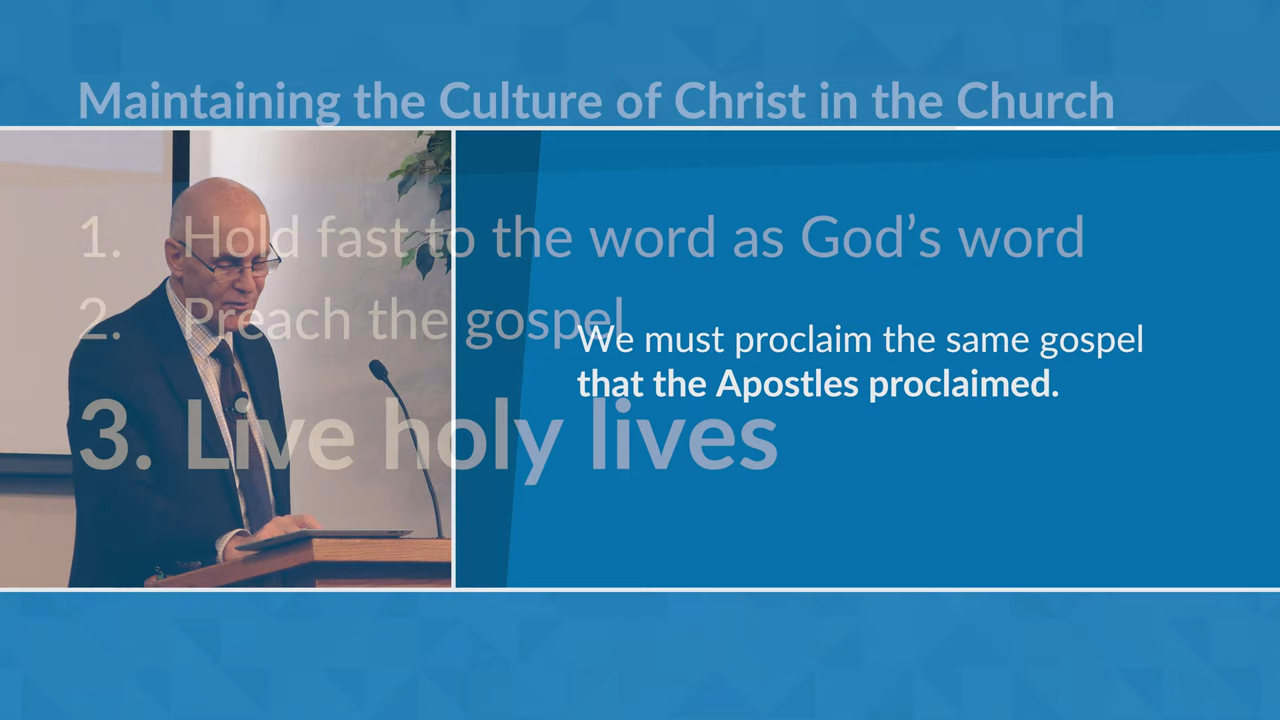 Maintaining the Culture of Christ in the Church
1. Hold fast to the word as God’s word
2. Preach the gospel
We must proclaim the same gospel
that the Apostles proclaimed.
3. Live holy lives